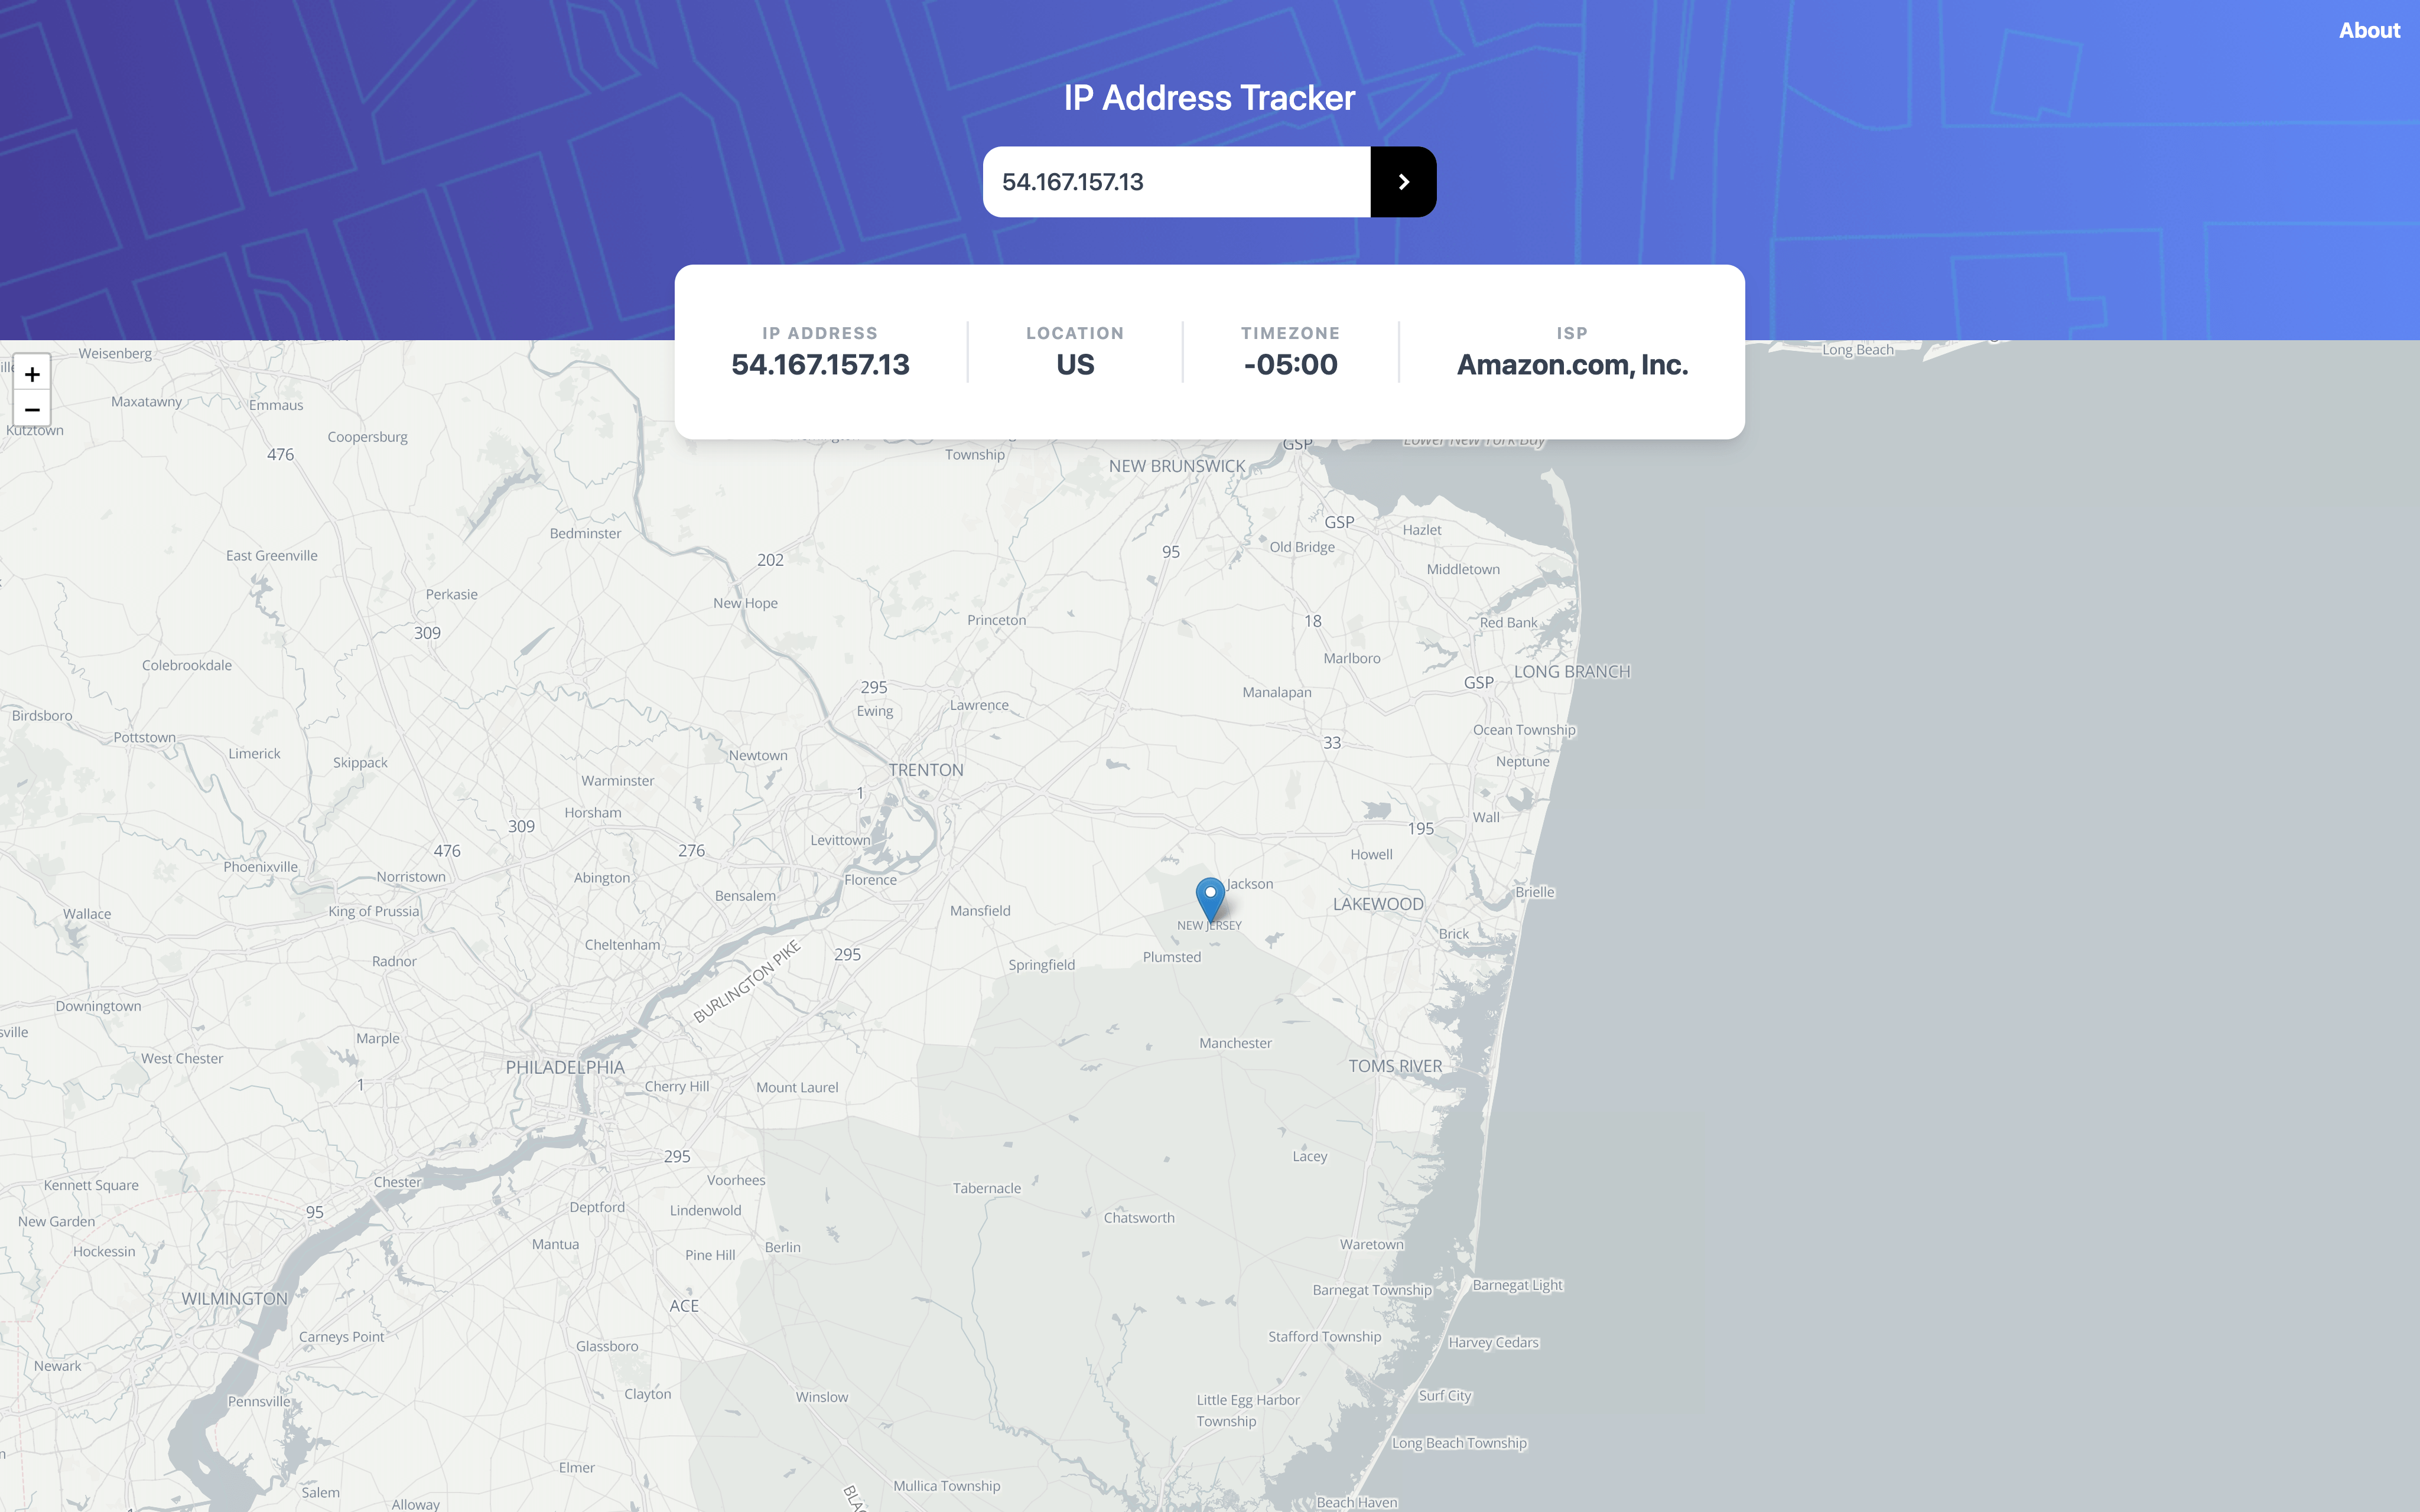 About
IP Address Tracker
54.167.157.13
IP ADDRESS
54.167.157.13
LOCATION
US
TIMEZONE
-05:00
ISP
Amazon.com, Inc.
+
−
Weisenberg
Long Beach
Maxatawny
Emmaus
Kutztown
Coopersburg
Lower New York Bay
GSP
476
Township
NEW BRUNSWICK
GSP
Hazlet
Bedminster
Old Bridge
95
East Greenville
202
Middletown
Perkasie
New Hope
Princeton
18
Red Bank
309
Marlboro
Colebrookdale
LONG BRANCH
GSP
295
Manalapan
Ewing
Lawrence
Birdsboro
Ocean Township
Pottstown
33
Limerick
Newtown
Skippack
Neptune
TRENTON
Warminster
1
Horsham
Wall
309
195
Levittown
476
276
Howell
Phoenixville
Norristown
Abington
Florence
Jackson
Bensalem
Brielle
King of Prussia
LAKEWOOD
Wallace
Mansfield
NEW JERSEY
Brick
Cheltenham
295
BURLINGTON PIKE
Plumsted
Radnor
Springfield
Downingtown
sville
Marple
Manchester
West Chester
PHILADELPHIA
TOMS RIVER
1
Cherry Hill
Mount Laurel
295
Lacey
Voorhees
Chester
Kennett Square
Tabernacle
Deptford
Lindenwold
95
Chatsworth
New Garden
Mantua
Waretown
Berlin
Hockessin
Pine Hill
Barnegat Light
Barnegat Township
WILMINGTON
ACE
Carneys Point
Stafford Township
Harvey Cedars
Glassboro
Newark
Clayton
Surf City
Winslow
Pennsville
Little Egg Harbor
Township
Long Beach Township
Elmer
Mullica Township
Salem
Beach Haven
Alloway